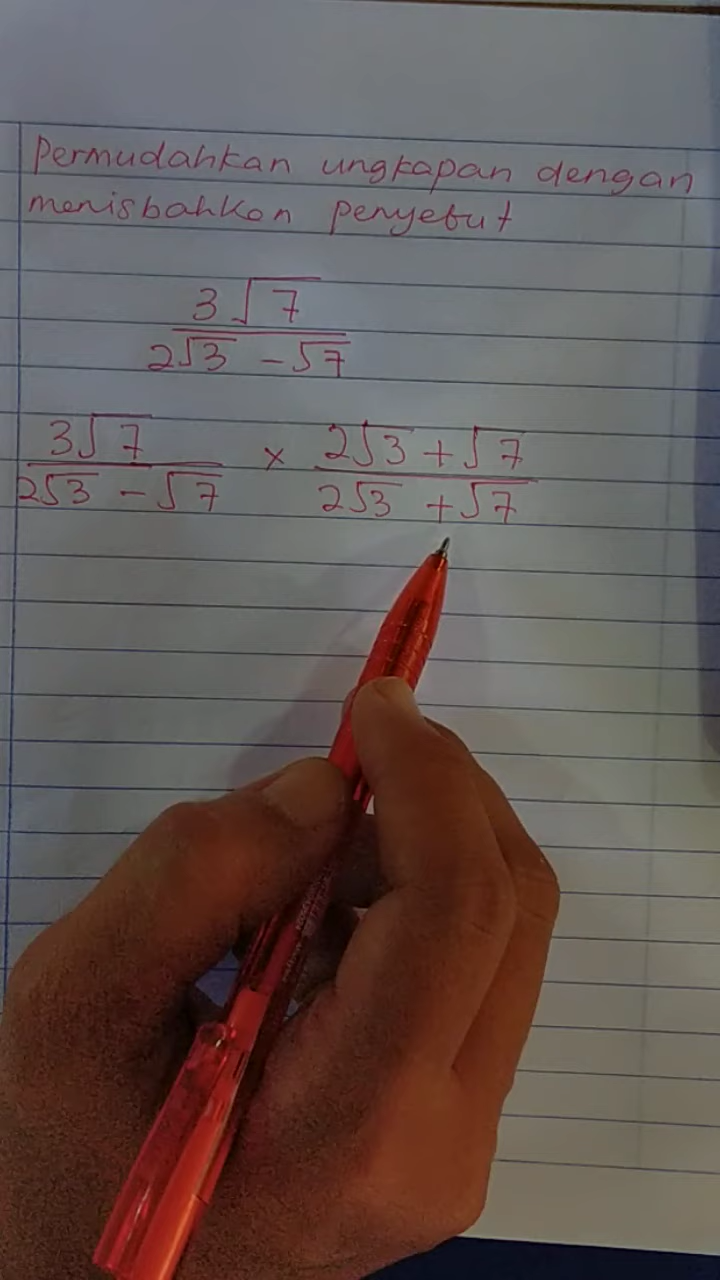 Permudahkan ungkapan dengan
menisbahkan penyebut
3√7
2√3 - √7
3√7 × 2√3 + √7
2√3 - √7 2√3 + √7